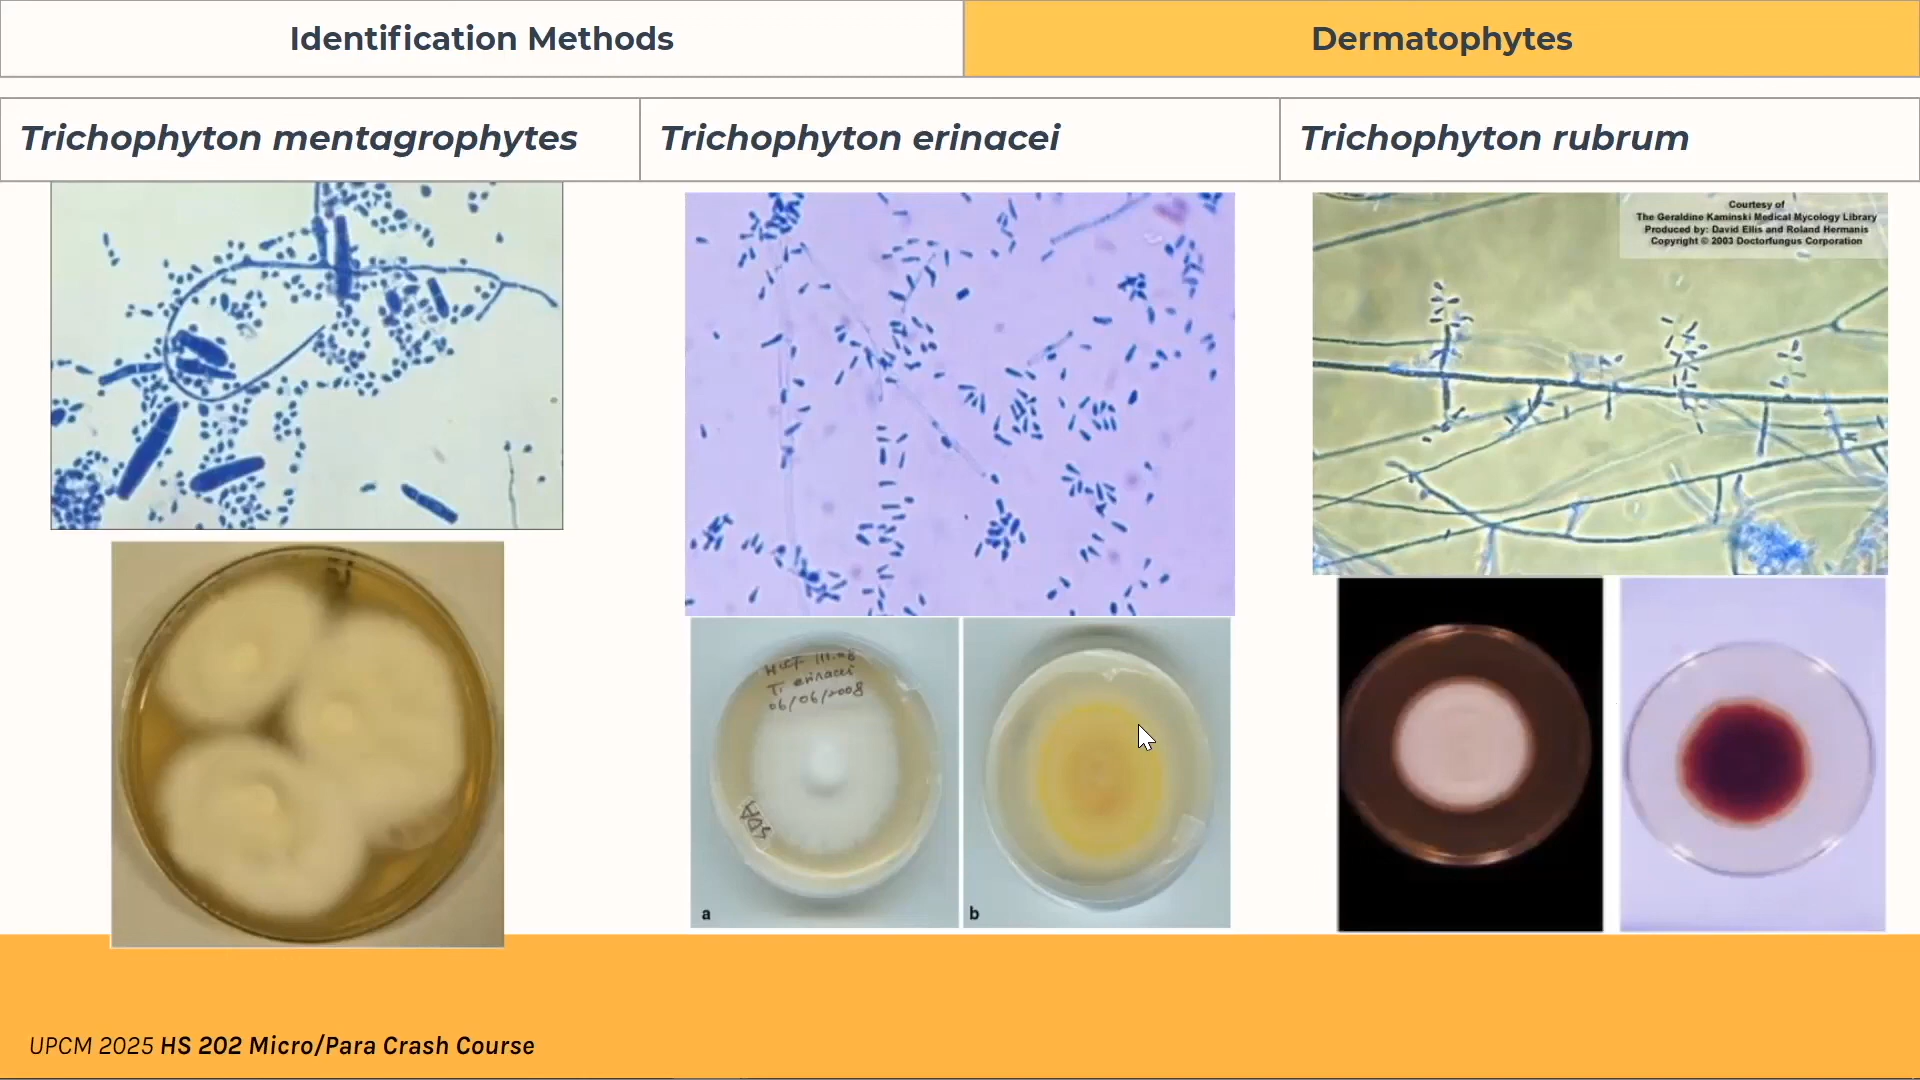 Identification Methods
Dermatophytes
Trichophyton mentagrophytes
Trichophyton erinacei
Trichophyton rubrum
Courtesy of
The Geraldine Kaminski Medical Mycology Library
Produced by: David Ellis and Roland Hermanis
Copyright © 2003 Doctorfungus Corporation
T. erinacei
06/06/2008
SDA
a
b
UPCM 2025 HS 202 Micro/Para Crash Course